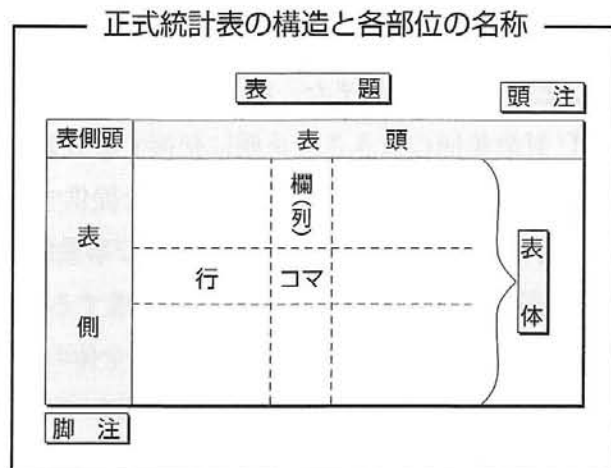 正式統計表の構造と各部位の名称
表　　題
頭 注
表側頭
表　　頭
欄(列)
表側
行
コマ
表体
脚 注